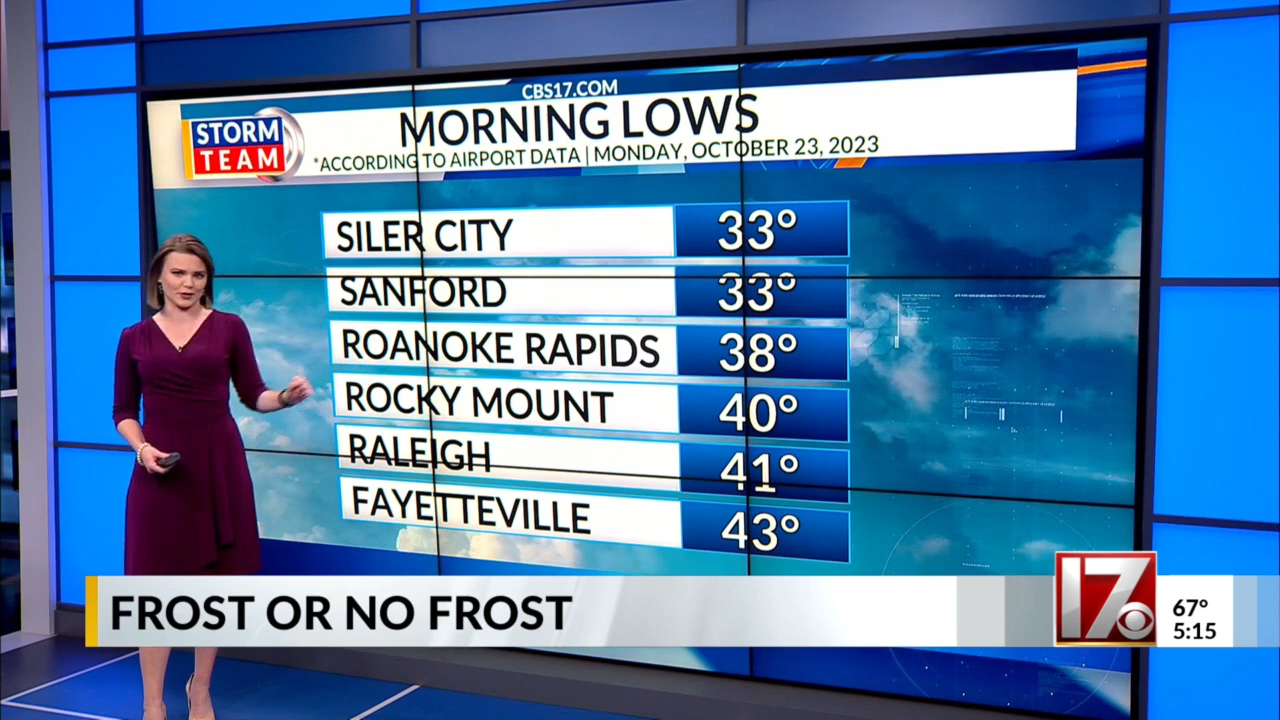 CBS17.COM
STORM
TEAM
MORNING LOWS
*ACCORDING TO AIRPORT DATA | MONDAY, OCTOBER 23, 2023
SILER CITY 33°
SANFORD 33°
ROANOKE RAPIDS 38°
ROCKY MOUNT 40°
RALEIGH 41°
FAYETTEVILLE 43°
FROST OR NO FROST
17
67°
5:15